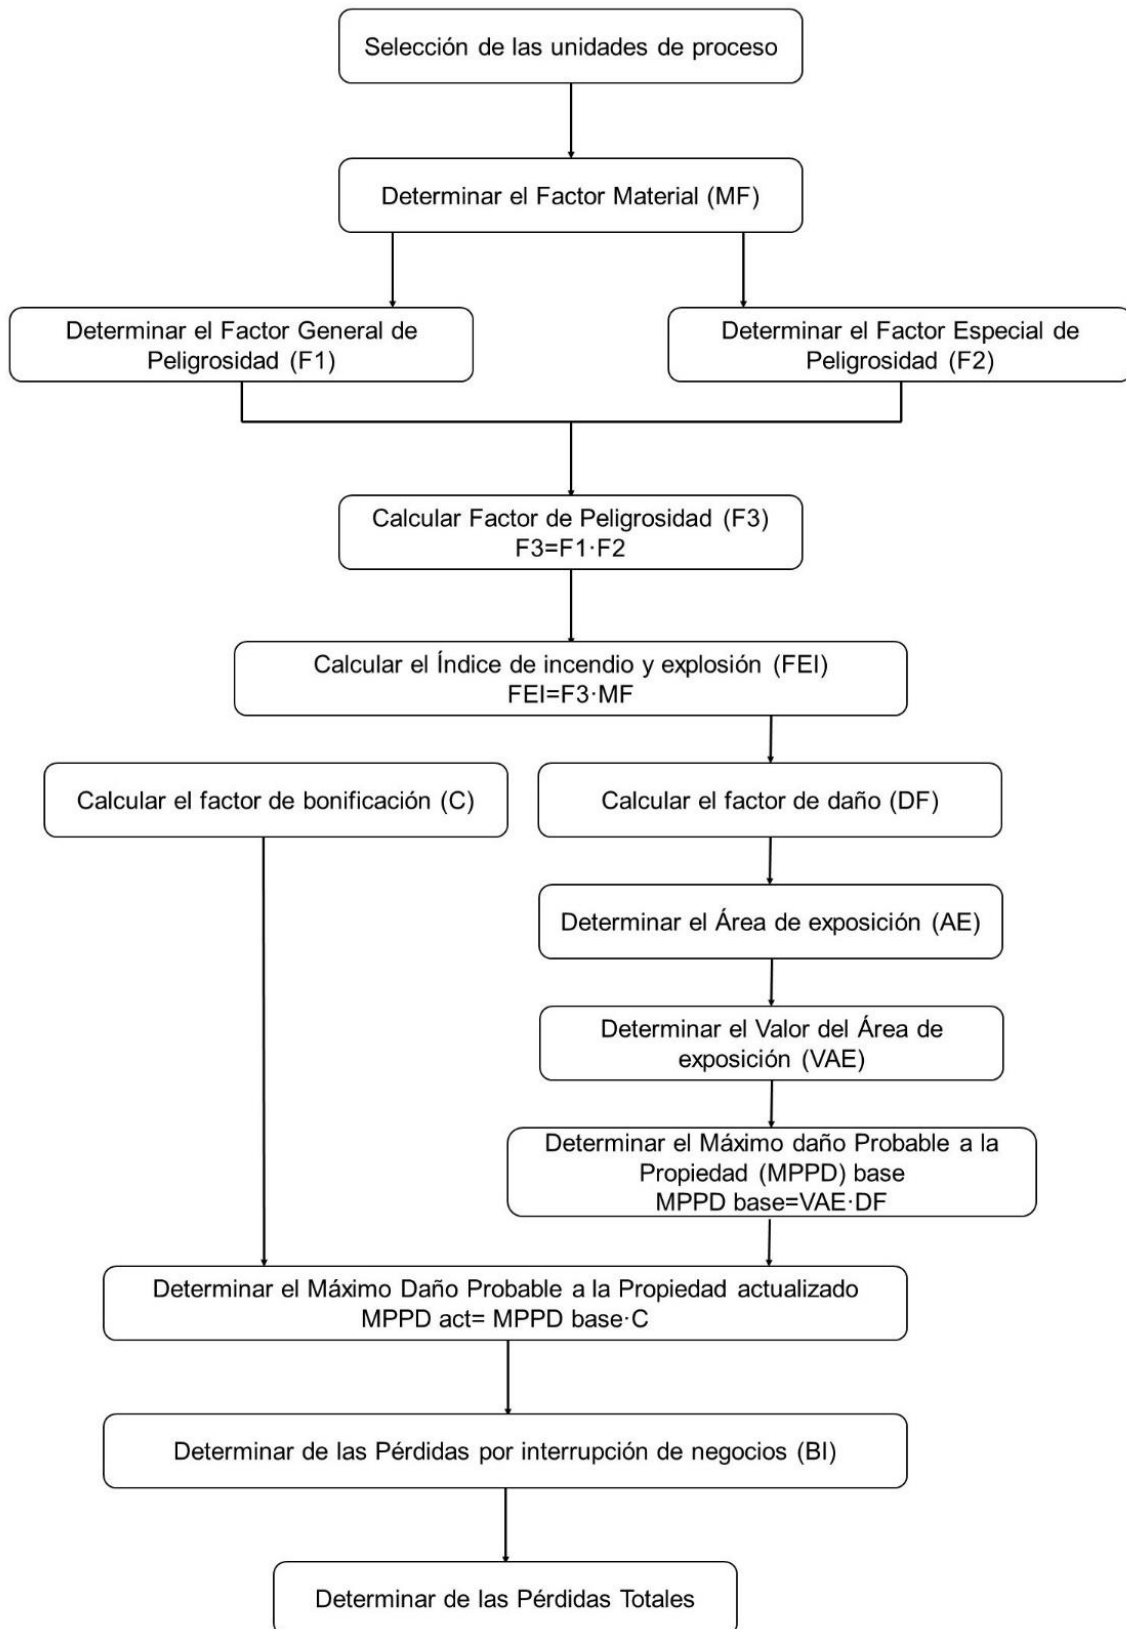 Selección de las unidades de proceso
Determinar el Factor Material (MF)
Determinar el Factor General de
Peligrosidad (F1)
Determinar el Factor Especial de
Peligrosidad (F2)
Calcular Factor de Peligrosidad (F3)
F3=F1·F2
Calcular el Índice de incendio y explosión (FEI)
FEI=F3·MF
Calcular el factor de bonificación (C)
Calcular el factor de daño (DF)
Determinar el Área de exposición (AE)
Determinar el Valor del Área de
exposición (VAE)
Determinar el Máximo daño Probable a la
Propiedad (MPPD) base
MPPD base=VAE·DF
Determinar el Máximo Daño Probable a la Propiedad actualizado
MPPD act= MPPD base·C
Determinar de las Pérdidas por interrupción de negocios (BI)
Determinar de las Pérdidas Totales